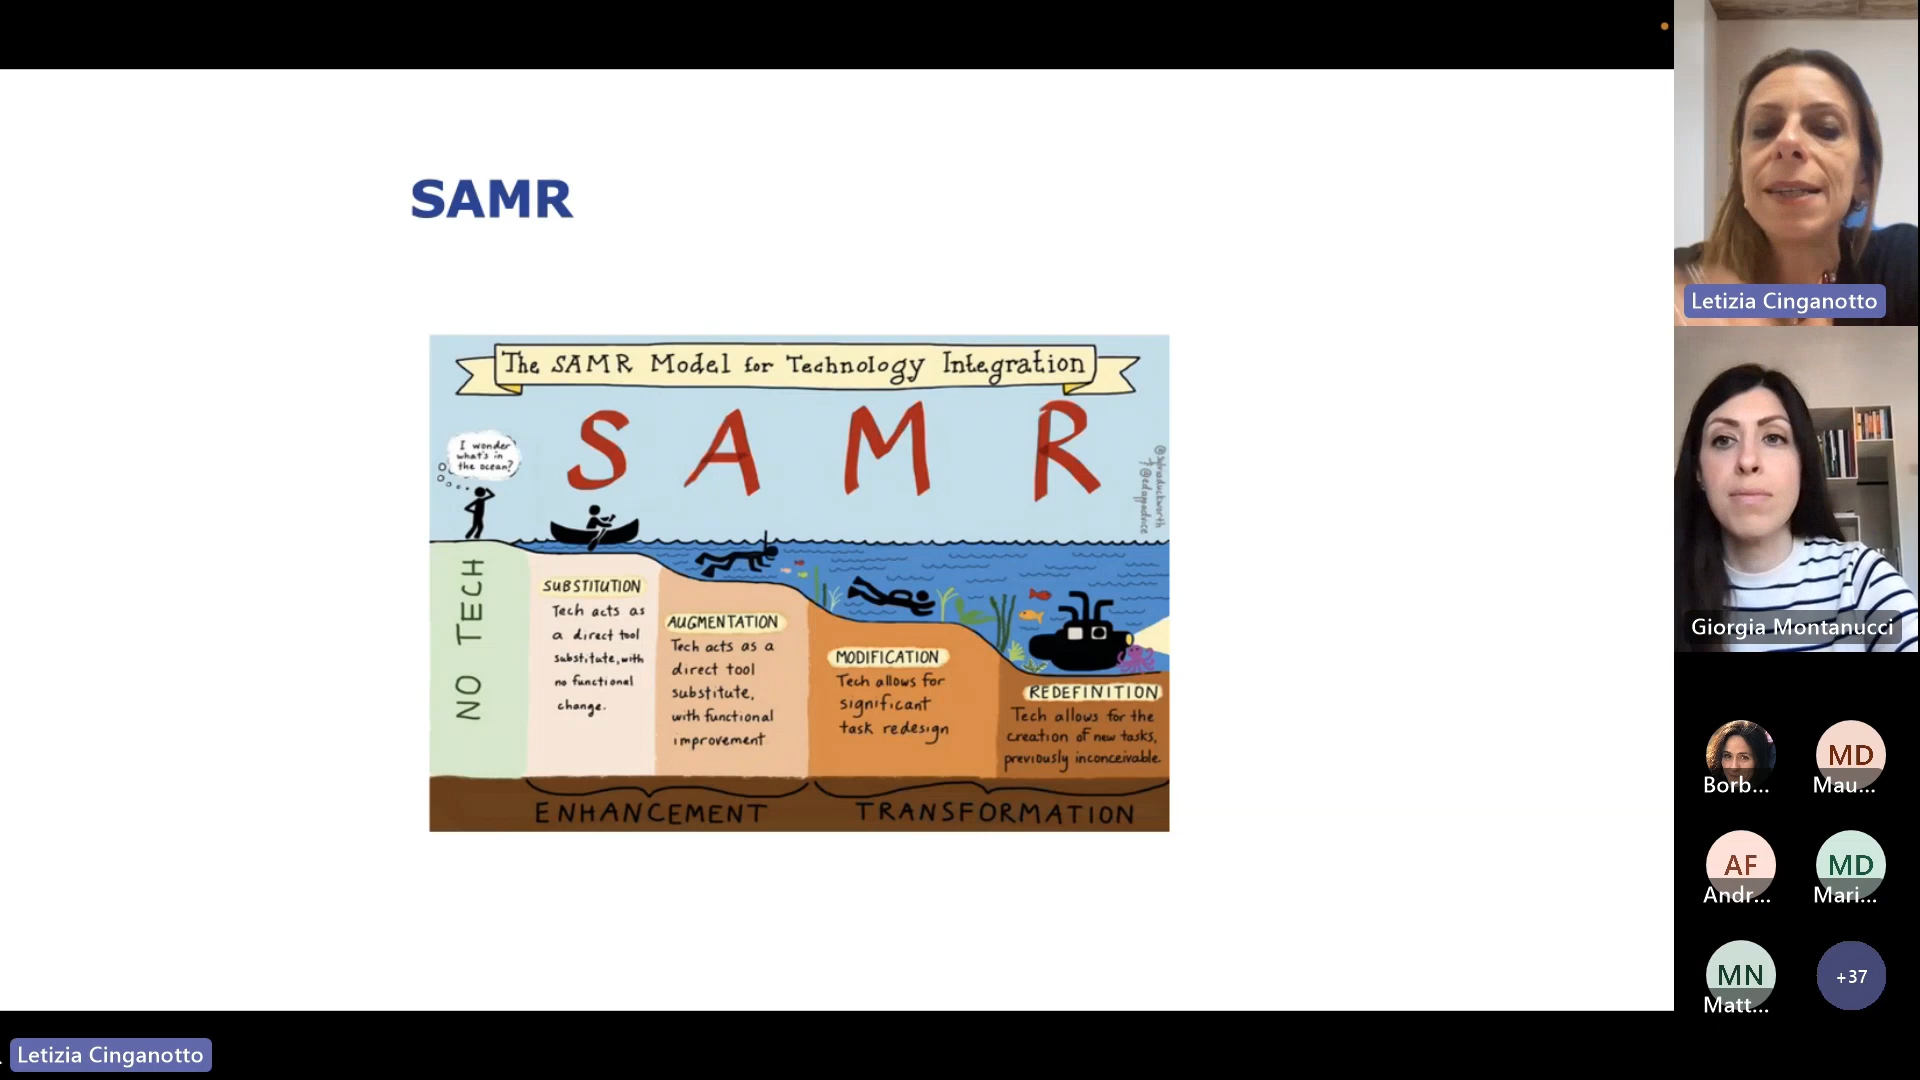 SAMR
The SAMR Model for Technology Integration
S A M R
I wonder
what's in
the ocean?
@sylviaduckworth
@edappadvice
NO TECH
SUBSTITUTION
Tech acts as
a direct tool
substitute, with
no functional
change.
AUGMENTATION
Tech acts as a
direct tool
substitute,
with functional
improvement
MODIFICATION
Tech allows for
significant
task redesign
REDEFINITION
Tech allows for the
creation of new tasks,
previously inconceivable.
ENHANCEMENT
TRANSFORMATION
Letizia Cinganotto
Giorgia Montanucci
MD
Borb...
Mau...
AF
MD
Andr...
Mari...
MN
+37
Matt...
Letizia Cinganotto